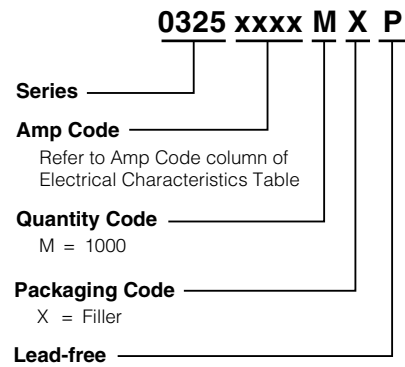 0325 xxxx M X P
Series
Amp Code
Refer to Amp Code column of
Electrical Characteristics Table
Quantity Code
M = 1000
Packaging Code
X = Filler
Lead-free